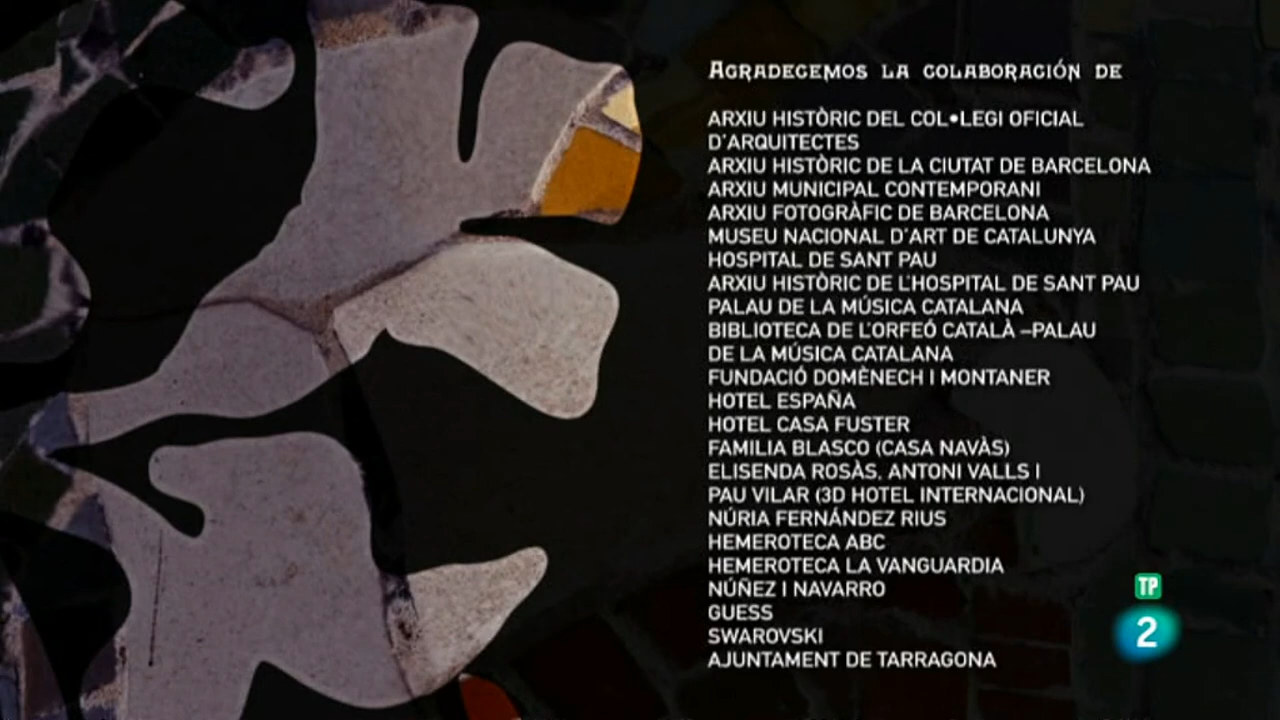 AGRADECEMOS LA COLABORACIÓN DE
ARXIU HISTÒRIC DEL COL•LEGI OFICIAL
D'ARQUITECTES
ARXIU HISTÒRIC DE LA CIUTAT DE BARCELONA
ARXIU MUNICIPAL CONTEMPORANI
ARXIU FOTOGRÀFIC DE BARCELONA
MUSEU NACIONAL D'ART DE CATALUNYA
HOSPITAL DE SANT PAU
ARXIU HISTÒRIC DE L'HOSPITAL DE SANT PAU
PALAU DE LA MÚSICA CATALANA
BIBLIOTECA DE L'ORFEÓ CATALÀ –PALAU
DE LA MÚSICA CATALANA
FUNDACIÓ DOMÈNECH I MONTANER
HOTEL ESPAÑA
HOTEL CASA FUSTER
FAMILIA BLASCO (CASA NAVÀS)
ELISENDA ROSÀS, ANTONI VALLS I
PAU VILAR (3D HOTEL INTERNACIONAL)
NÚRIA FERNÁNDEZ RIUS
HEMEROTECA ABC
HEMEROTECA LA VANGUARDIA
NÚÑEZ I NAVARRO
GUESS
SWAROVSKI
AJUNTAMENT DE TARRAGONA
TP
2